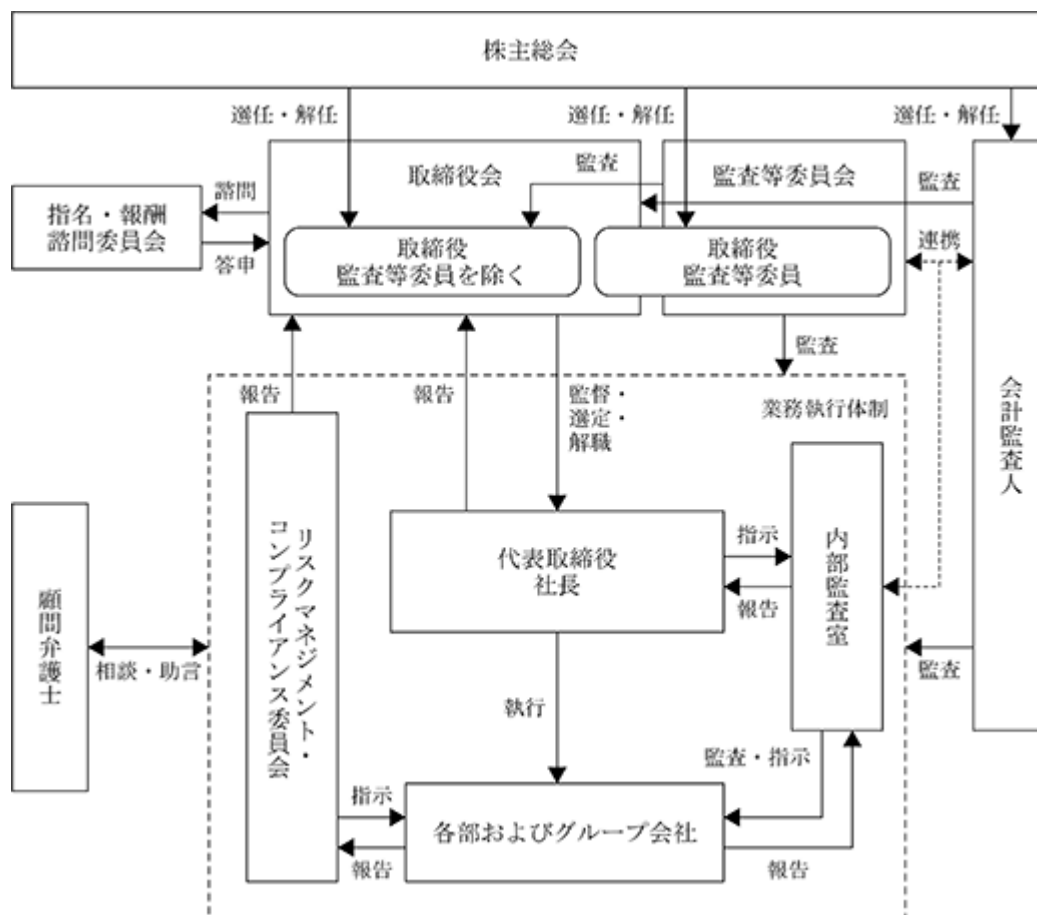 株主総会
選任・解任
選任・解任
選任・解任
取締役会
監査
監査等委員会
監査
諮問
指名・報酬
諮問委員会
答申
取締役
監査等委員を除く
取締役
監査等委員
連携
監査
報告
報告
監督・
選定・
解職
業務執行体制
会計監査人
リスクマネジメント・
コンプライアンス委員会
代表取締役
社長
指示
報告
内部監査室
顧問弁護士
相談・助言
監査
執行
監査・指示
指示
各部およびグループ会社
報告
報告